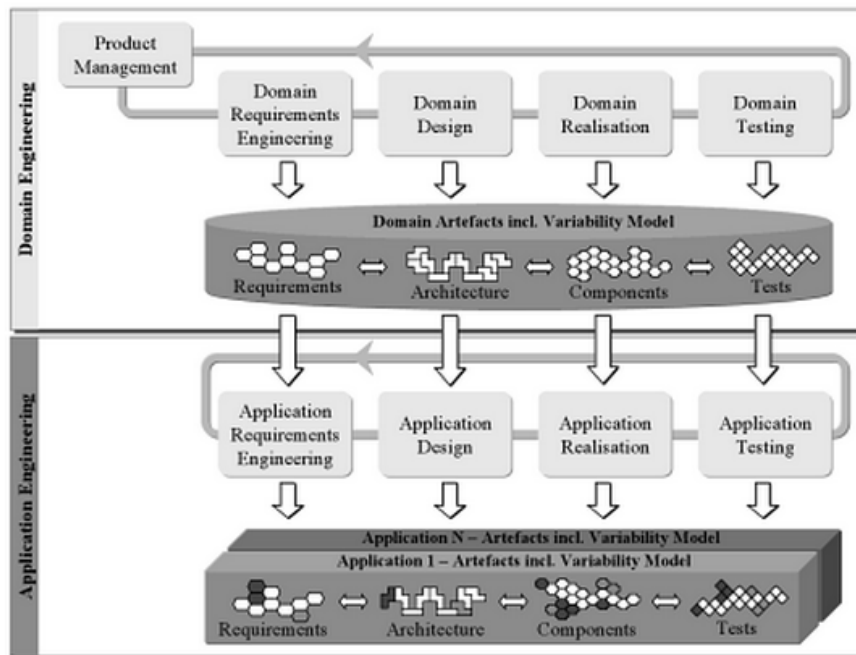 Domain Engineering
Product
Management
Domain
Requirements
Engineering
Domain
Design
Domain
Realisation
Domain
Testing
Domain Artefacts incl. Variability Model
Requirements
Architecture
Components
Tests
Application Engineering
Application
Requirements
Engineering
Application
Design
Application
Realisation
Application
Testing
Application N – Artefacts incl. Variability Model
Application 1 – Artefacts incl. Variability Model
Requirements
Architecture
Components
Tests